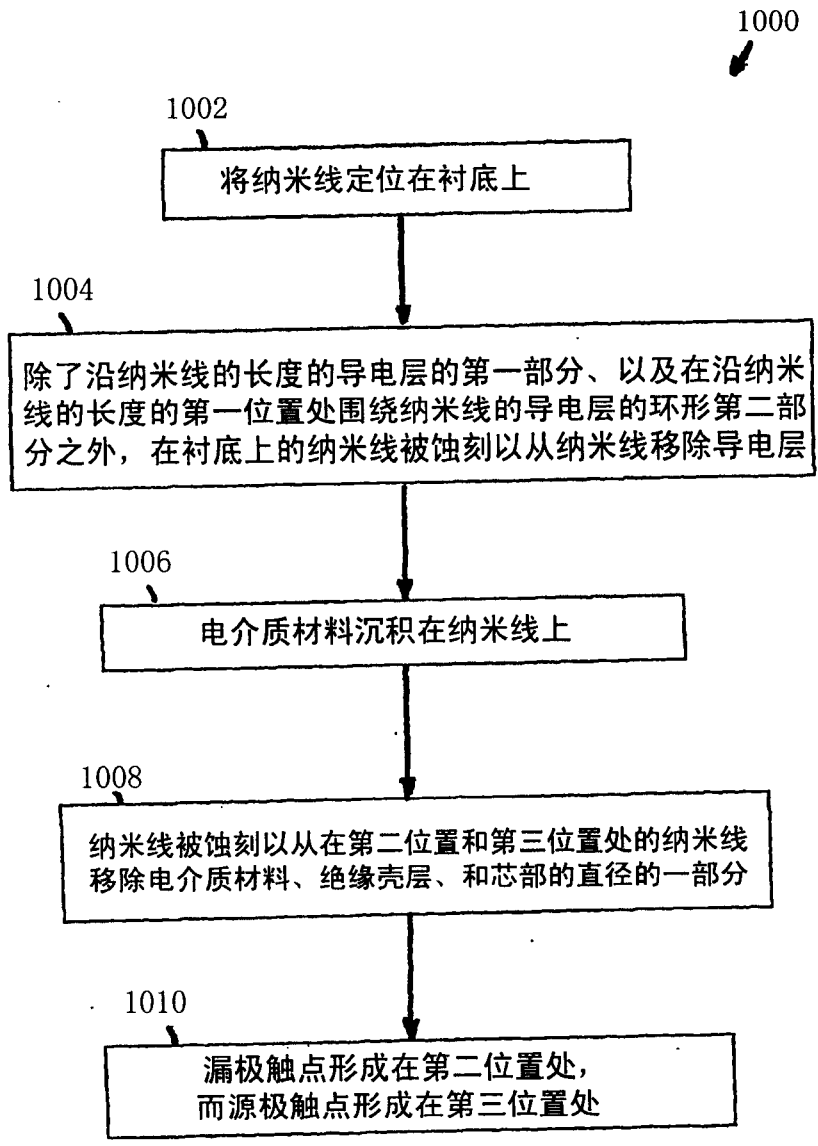 1000
1002
将纳米线定位在衬底上
1004
除了沿纳米线的长度的导电层的第一部分、以及在沿纳米
线的长度的第一位置处围绕纳米线的导电层的环形第二部
分之外，在衬底上的纳米线被蚀刻以从纳米线移除导电层
1006
电介质材料沉积在纳米线上
1008
纳米线被蚀刻以从在第二位置和第三位置处的纳米线
移除电介质材料、绝缘壳层、和芯部的直径的一部分
1010
漏极触点形成在第二位置处，
而源极触点形成在第三位置处